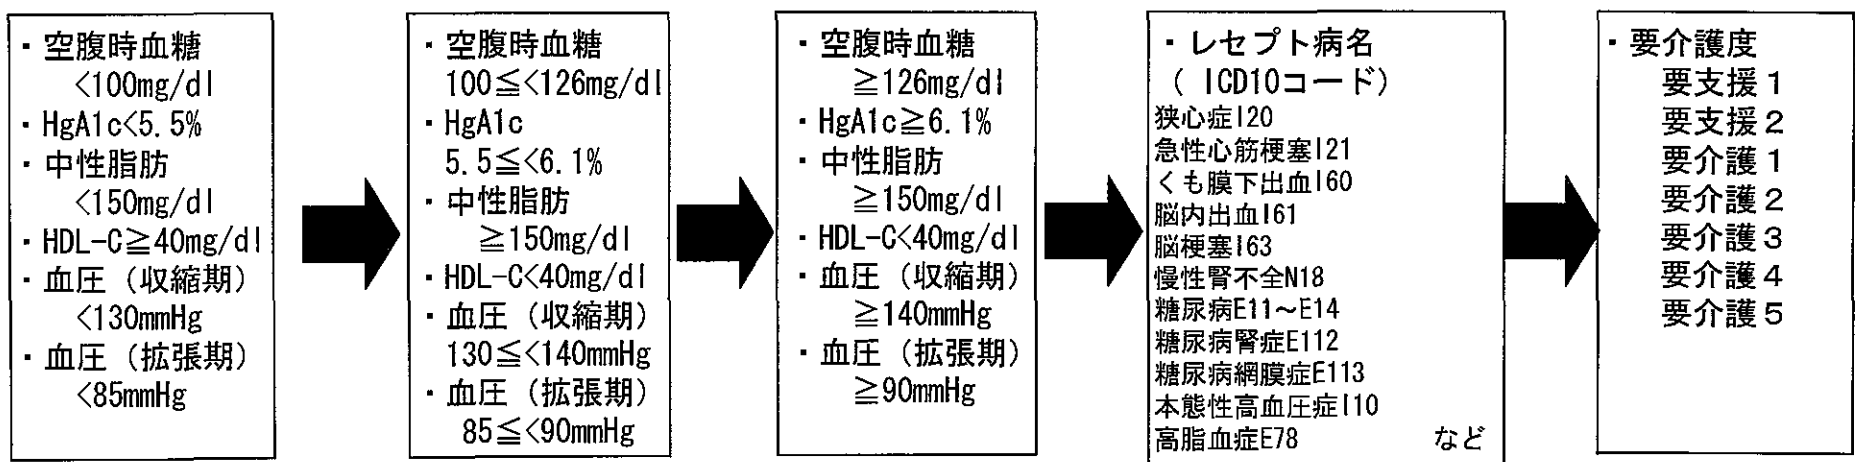 ・空腹時血糖
<100mg/dl
・HgA1c<5.5%
・中性脂肪
<150mg/dl
・HDL-C≧40mg/dl
・血圧（収縮期）
<130mmHg
・血圧（拡張期）
<85mmHg
・空腹時血糖
100≦<126mg/dl
・HgA1c
5.5≦<6.1%
・中性脂肪
≧150mg/dl
・HDL-C<40mg/dl
・血圧（収縮期）
130≦<140mmHg
・血圧（拡張期）
85≦<90mmHg
・空腹時血糖
≧126mg/dl
・HgA1c≧6.1%
・中性脂肪
≧150mg/dl
・HDL-C<40mg/dl
・血圧（収縮期）
≧140mmHg
・血圧（拡張期）
≧90mmHg
・レセプト病名
（ICD10コード）
狭心症I20
急性心筋梗塞I21
くも膜下出血I60
脳内出血I61
脳梗塞I63
慢性腎不全N18
糖尿病E11～E14
糖尿病腎症E112
糖尿病網膜症E113
本態性高血圧症I10
高脂血症E78 など
・要介護度
要支援１
要支援２
要介護１
要介護２
要介護３
要介護４
要介護５